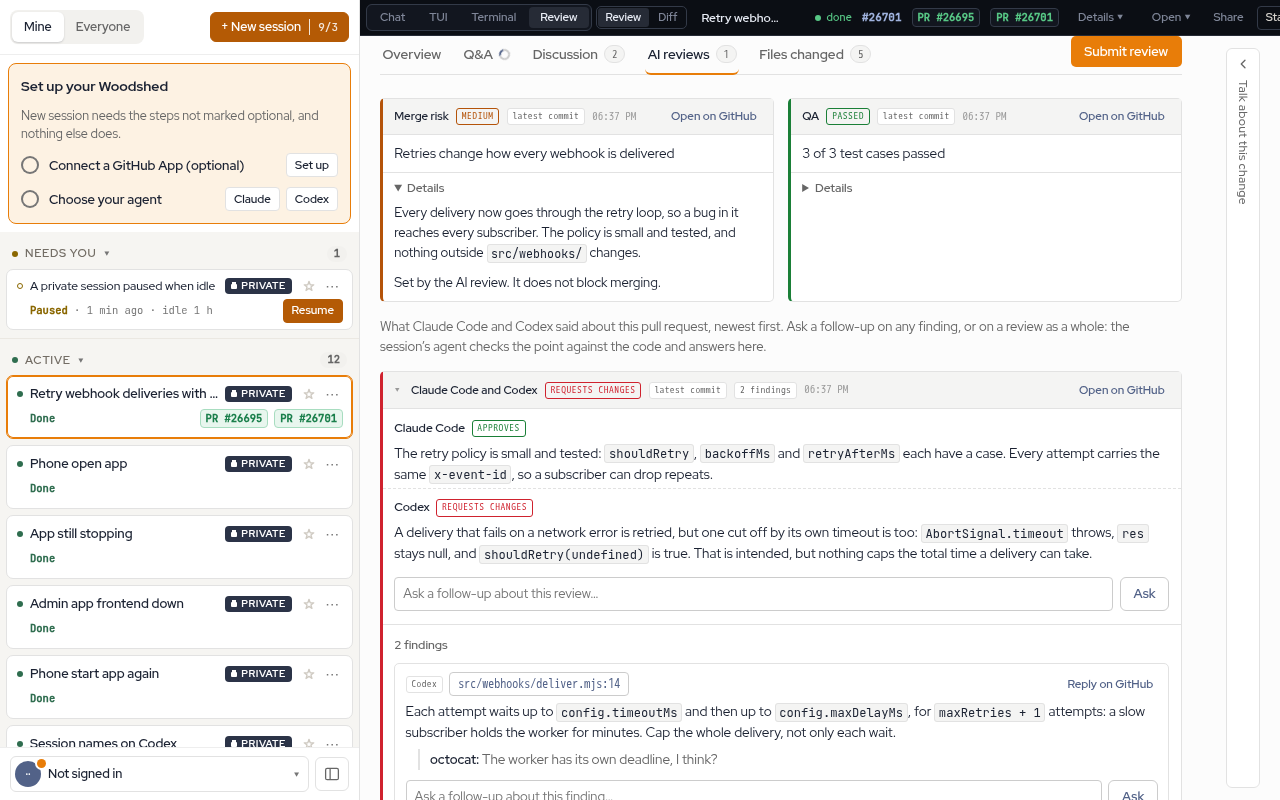 Mine
Everyone
+ New session
9/3
Set up your Woodshed
New session needs the steps not marked optional, and
nothing else does.
Connect a GitHub App (optional)
Set up
Choose your agent
Claude
Codex
NEEDS YOU
1
A private session paused when idle
PRIVATE
Paused · 1 min ago · idle 1 h
Resume
ACTIVE
12
Retry webhook deliveries with ...
PRIVATE
Done
PR #26695
PR #26701
Phone open app
PRIVATE
Done
App still stopping
PRIVATE
Done
Admin app frontend down
PRIVATE
Done
Phone start app again
PRIVATE
Done
Session names on Codex
PRIVATE
Not signed in
Chat
TUI
Terminal
Review
Review
Diff
Retry webho...
done
#26701
PR #26695
PR #26701
Details
Open
Share
Sta
Overview
Q&A
Discussion
2
AI reviews
1
Files changed
5
Submit review
Merge risk
MEDIUM
latest commit
06:37 PM
Open on GitHub
Retries change how every webhook is delivered
Details
Every delivery now goes through the retry loop, so a bug in it
reaches every subscriber. The policy is small and tested, and
nothing outside src/webhooks/ changes.
Set by the AI review. It does not block merging.
QA
PASSED
latest commit
06:37 PM
Open on GitHub
3 of 3 test cases passed
Details
What Claude Code and Codex said about this pull request, newest first. Ask a follow-up on any finding, or on a review as a whole: the
session's agent checks the point against the code and answers here.
Claude Code and Codex
REQUESTS CHANGES
latest commit
2 findings
06:37 PM
Open on GitHub
Claude Code
APPROVES
The retry policy is small and tested: shouldRetry, backoffMs and retryAfterMs each have a case. Every attempt carries the
same x-event-id, so a subscriber can drop repeats.
Codex
REQUESTS CHANGES
A delivery that fails on a network error is retried, but one cut off by its own timeout is too: AbortSignal.timeout throws, res
stays null, and shouldRetry(undefined) is true. That is intended, but nothing caps the total time a delivery can take.
Ask a follow-up about this review...
Ask
2 findings
Codex
src/webhooks/deliver.mjs:14
Reply on GitHub
Each attempt waits up to config.timeoutMs and then up to config.maxDelayMs, for maxRetries + 1 attempts: a slow
subscriber holds the worker for minutes. Cap the whole delivery, not only each wait.
octocat: The worker has its own deadline, I think?
Ask a follow-up about this finding...
Ask
Talk about this change